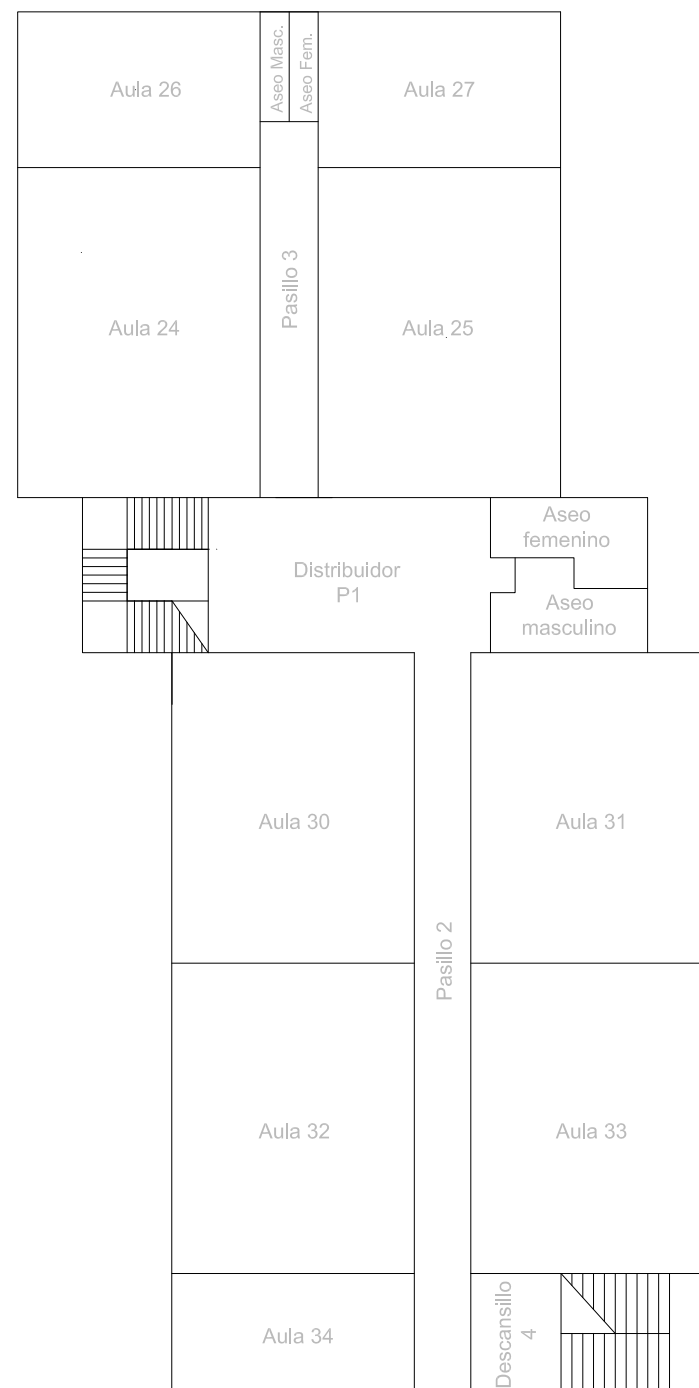 Aula 26
Aseo Masc.
Aseo Fem.
Aula 27
Aula 24
Pasillo 3
Aula 25
Distribuidor
P1
Aseo
femenino
Aseo
masculino
Aula 30
Aula 31
Pasillo 2
Aula 32
Aula 33
Aula 34
Descansillo
4